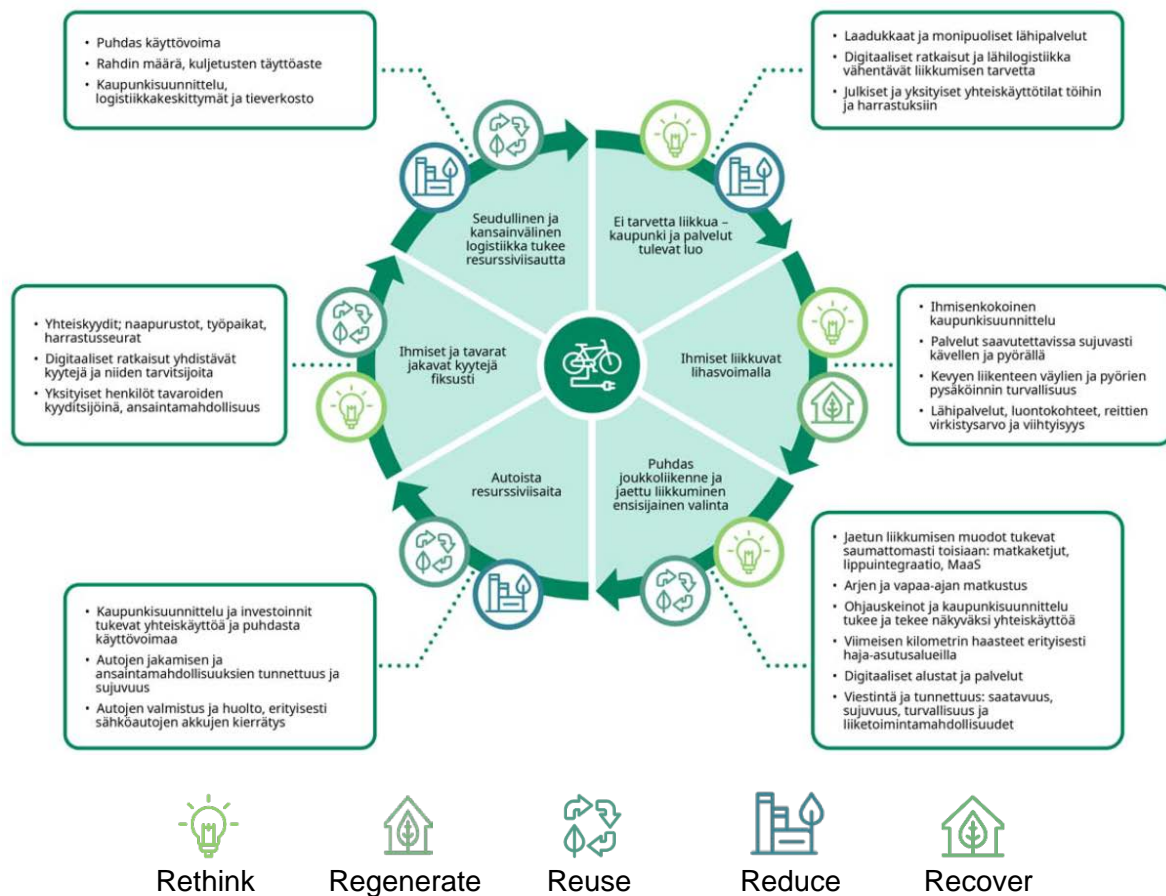 • Puhdas käyttövoima
• Rahdin määrä, kuljetusten täyttöaste
• Kaupunkisuunnittelu,
logistiikkakeskittymät ja tieverkosto
• Laadukkaat ja monipuoliset lähipalvelut
• Digitaaliset ratkaisut ja lähilogistiikka
vähentävät liikkumisen tarvetta
• Julkiset ja yksityiset yhteiskäyttötilat töihin
ja harrastuksiin
Seudullinen ja
kansainvälinen
logistiikka tukee
resurssiviisautta
Ei tarvetta liikkua –
kaupunki ja palvelut
tulevat luo
• Yhteiskyydit; naapurustot, työpaikat,
harrastusseurat
• Digitaaliset ratkaisut yhdistävät
kyytejä ja niiden tarvitsijoita
• Yksityiset henkilöt tavaroiden
kyyditsijöinä, ansaintamahdollisuus
Ihmiset ja tavarat
jakavat kyytejä
fiksusti
Ihmiset liikkuvat
lihasvoimalla
• Ihmisenkokoinen
kaupunkisuunnittelu
• Palvelut saavutettavissa sujuvasti
kävellen ja pyörällä
• Kevyen liikenteen väylien ja pyörien
pysäköinnin turvallisuus
• Lähipalvelut, luontokohteet, reittien
virkistysarvo ja viihtyisyys
Autoista
resurssiviisaita
Puhdas
joukkoliikenne ja
jaettu liikkuminen
ensisijainen valinta
• Kaupunkisuunnittelu ja investoinnit
tukevat yhteiskäyttöä ja puhdasta
käyttövoimaa
• Autojen jakamisen ja
ansaintamahdollisuuksien tunnettuus ja
sujuvuus
• Autojen valmistus ja huolto, erityisesti
sähköautojen akkujen kierrätys
• Jaetun liikkumisen muodot tukevat
saumattomasti toisiaan: matkaketjut,
lippuintegraatio, MaaS
• Arjen ja vapaa-ajan matkustus
• Ohjauskeinot ja kaupunkisuunnittelu
tukee ja tekee näkyväksi yhteiskäyttöä
• Viimeisen kilometrin haasteet erityisesti
haja-asutusalueilla
• Digitaaliset alustat ja palvelut
• Viestintä ja tunnettuus: saatavuus,
sujuvuus, turvallisuus ja
liiketoimintamahdollisuudet
Rethink Regenerate Reuse Reduce Recover